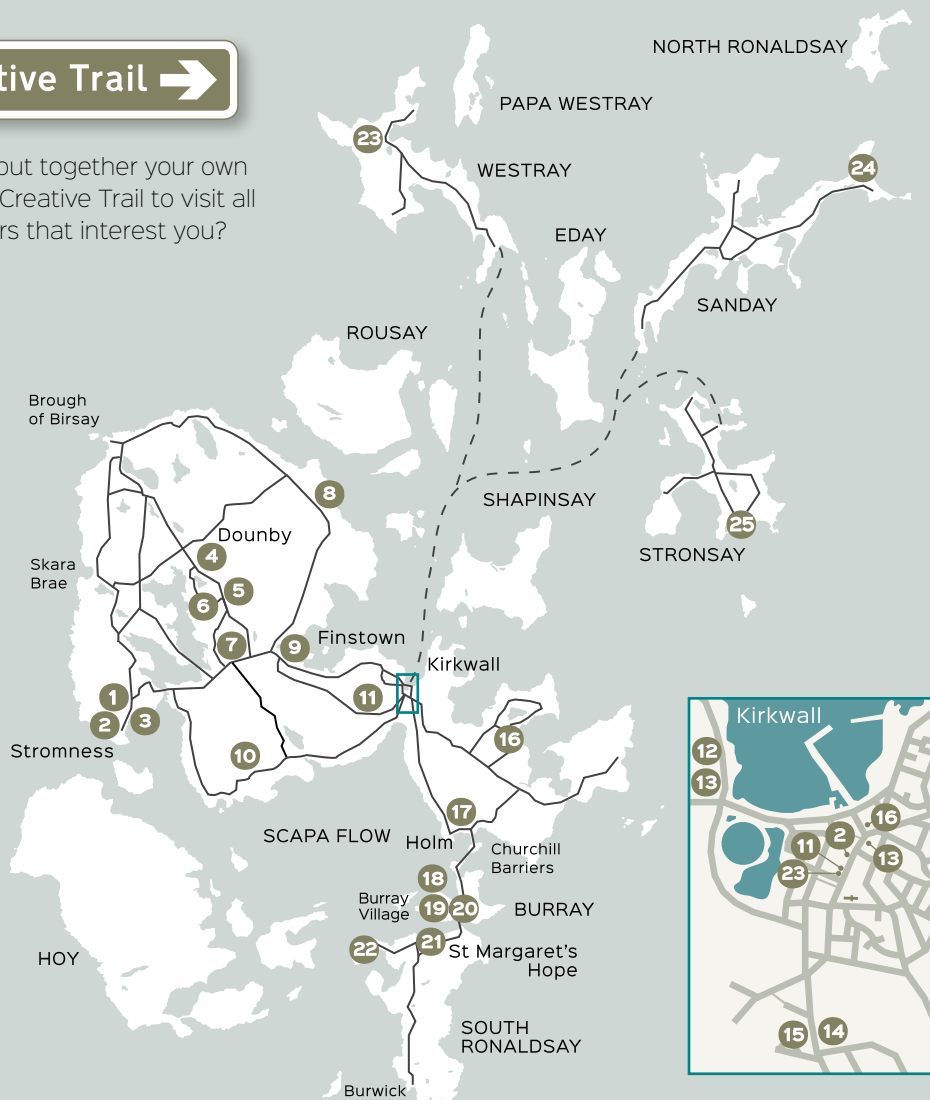 tive Trail
put together your own
Creative Trail to visit all
rs that interest you?
NORTH RONALDSAY
PAPA WESTRAY
23
WESTRAY
24
EDAY
SANDAY
ROUSAY
Brough
of Birsay
8
SHAPINSAY
25
STRONSAY
Dounby
4
Skara
Brae
5
6
7
9
Finstown
Kirkwall
1
2
3
11
Stromness
10
16
17
SCAPA FLOW
Holm
Churchill
Barriers
18
Burray
Village
19
20
BURRAY
21
22
St Margaret's
Hope
HOY
SOUTH
RONALDSAY
Burwick
Kirkwall
12
13
16
2
11
13
23
15
14